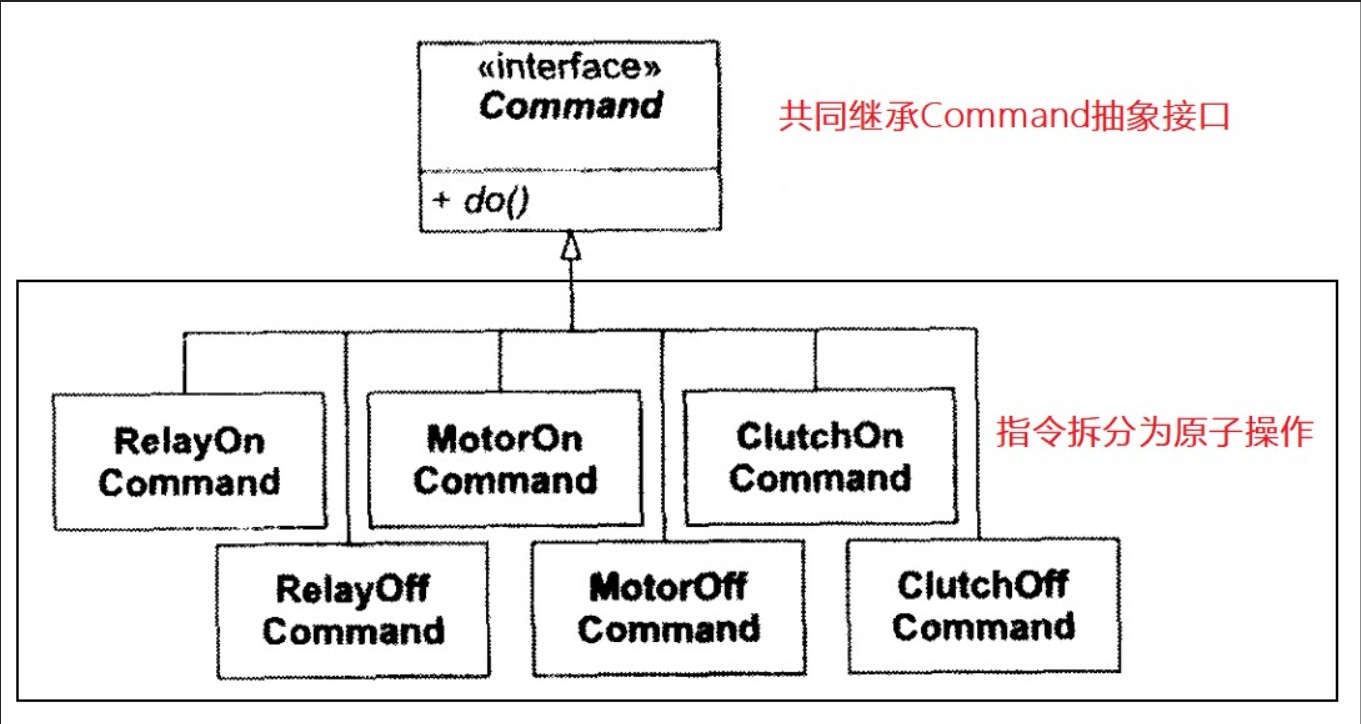 «interface»
Command
共同继承Command抽象接口
+ do()
RelayOn
Command
MotorOn
Command
ClutchOn
Command
指令拆分为原子操作
RelayOff
Command
MotorOff
Command
ClutchOff
Command